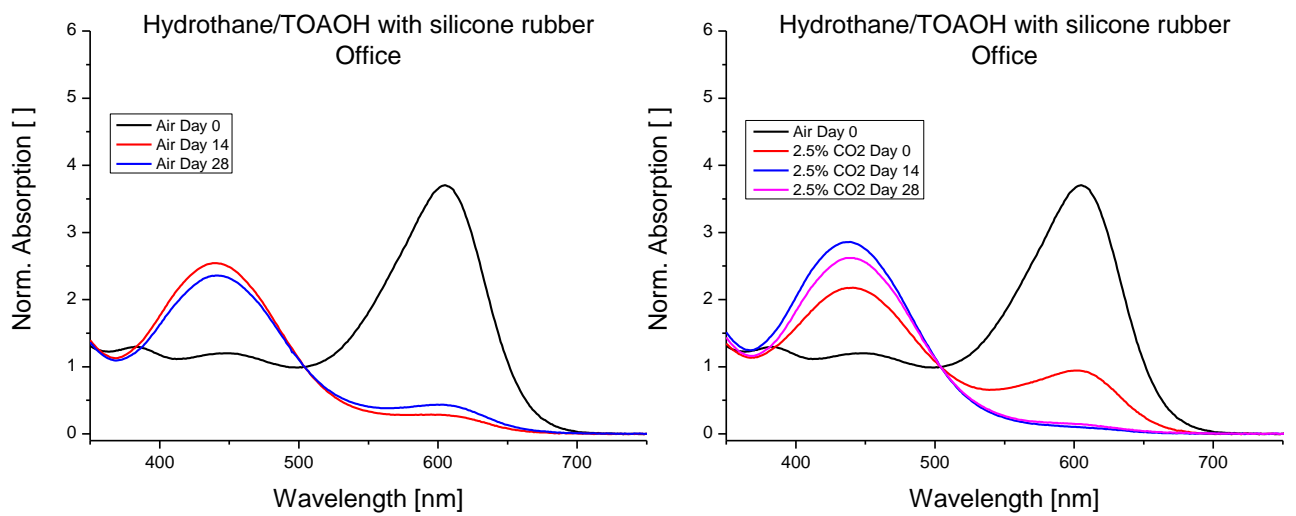 Hydrothane/TOAOH with silicone rubber
Office
6
5
4
3
2
1
0
Norm. Absorption [ ]
Air Day 0
Air Day 14
Air Day 28
400
500
600
700
Wavelength [nm]
Hydrothane/TOAOH with silicone rubber
Office
6
5
4
3
2
1
0
Norm. Absorption [ ]
Air Day 0
2.5% CO2 Day 0
2.5% CO2 Day 14
2.5% CO2 Day 28
400
500
600
700
Wavelength [nm]